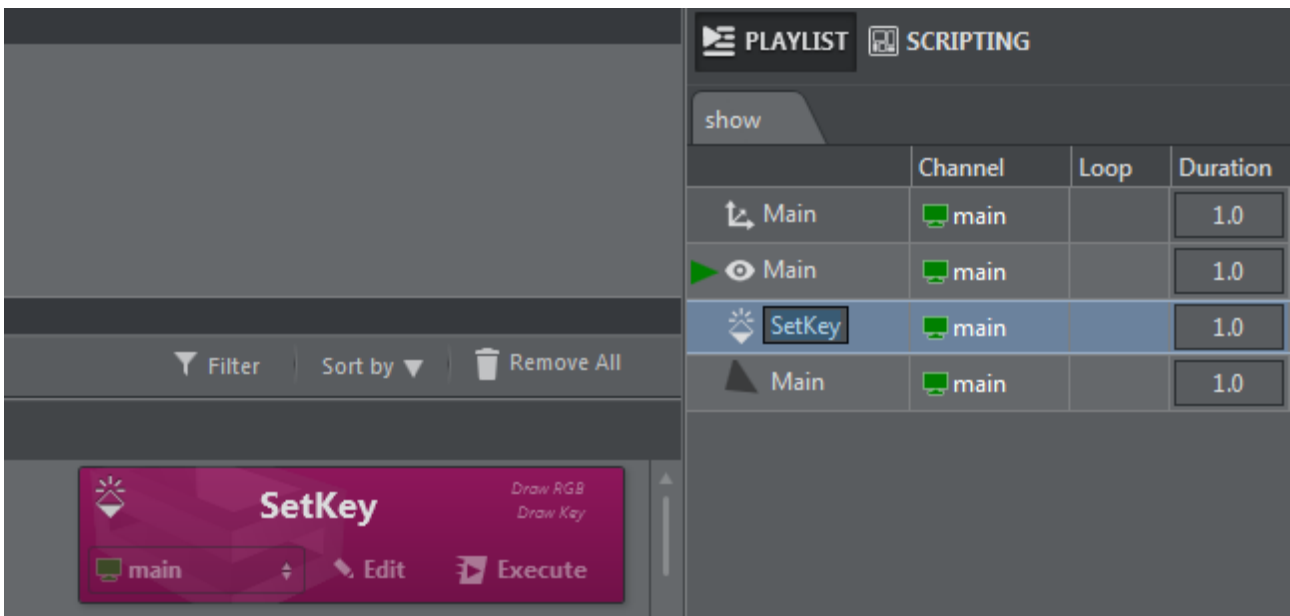 PLAYLIST SCRIPTING
show
Channel Loop Duration
Main main 1.0
Main main 1.0
SetKey main 1.0
Main main 1.0
Filter Sort by Remove All
SetKey
Draw RGB
Draw Key
main Edit Execute